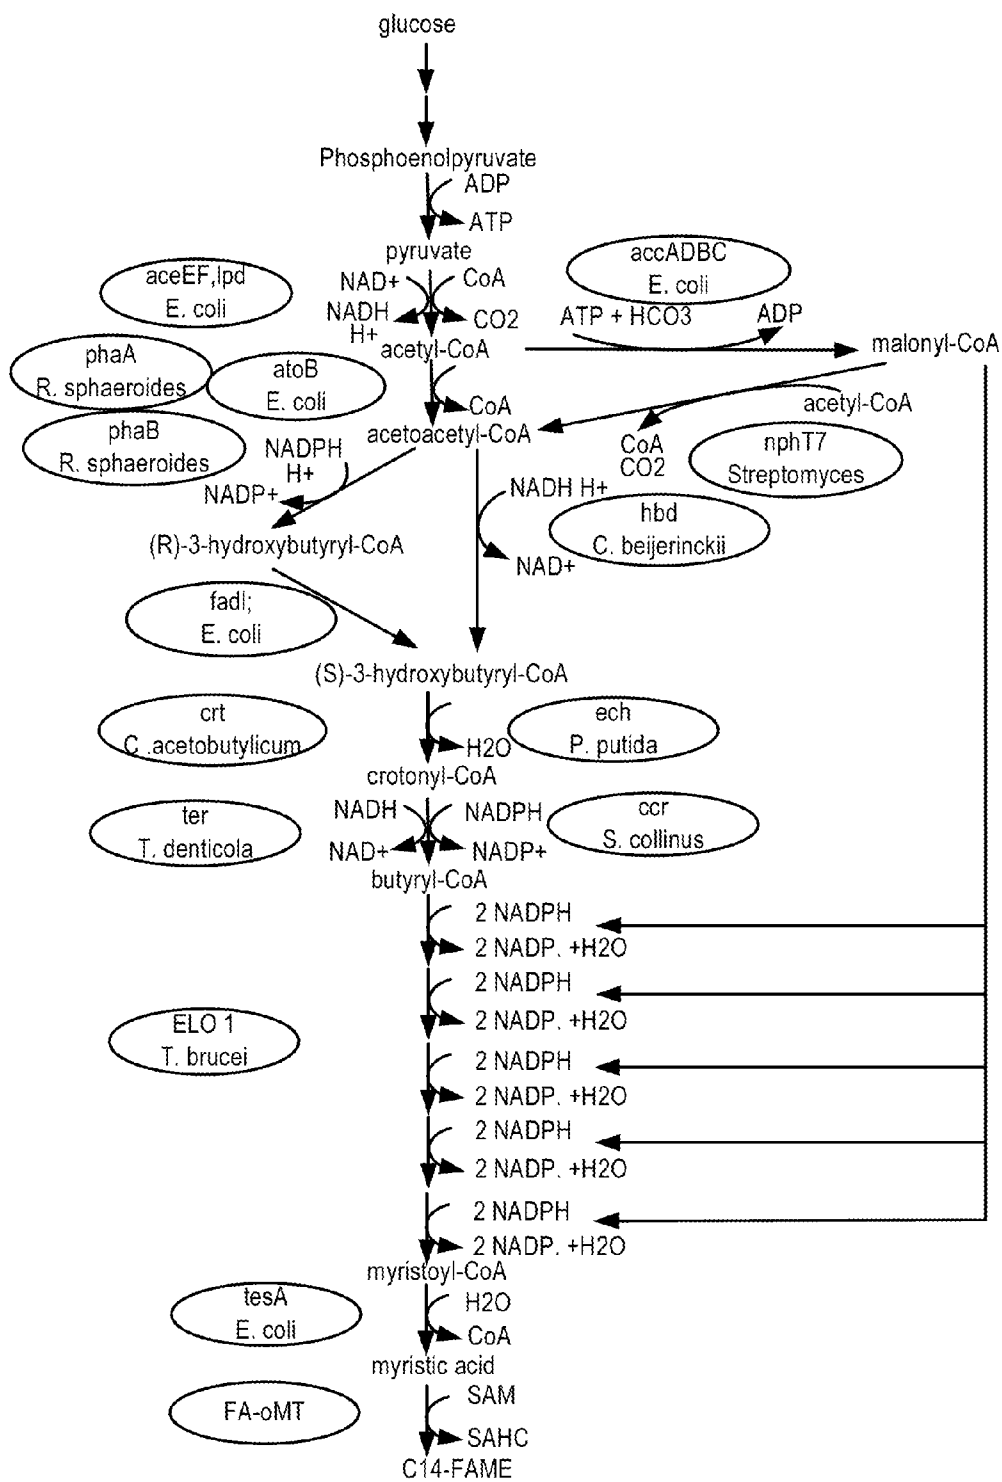 glucose
Phosphoenolpyruvate
ADP
ATP
pyruvate
accADBC
E. coli
aceEF,lpd
E. coli
NAD+
CoA
NADH
H+
CO2
ATP + HCO3
ADP
acetyl-CoA
malonyl-CoA
phaA
R. sphaeroides
atoB
E. coli
CoA
acetyl-CoA
acetoacetyl-CoA
CoA
CO2
nphT7
Streptomyces
phaB
R. sphaeroides
NADPH
H+
NADP+
NADH H+
hbd
C. beijerinckii
NAD+
(R)-3-hydroxybutyryl-CoA
fadI;
E. coli
(S)-3-hydroxybutyryl-CoA
crt
C .acetobutylicum
H2O
ech
P. putida
crotonyl-CoA
ter
T. denticola
NADH
NADPH
NAD+
NADP+
ccr
S. collinus
butyryl-CoA
2 NADPH
2 NADP. +H2O
2 NADPH
2 NADP. +H2O
ELO 1
T. brucei
2 NADPH
2 NADP. +H2O
2 NADPH
2 NADP. +H2O
2 NADPH
2 NADP. +H2O
myristoyl-CoA
tesA
E. coli
H2O
CoA
myristic acid
FA-oMT
SAM
SAHC
C14-FAME